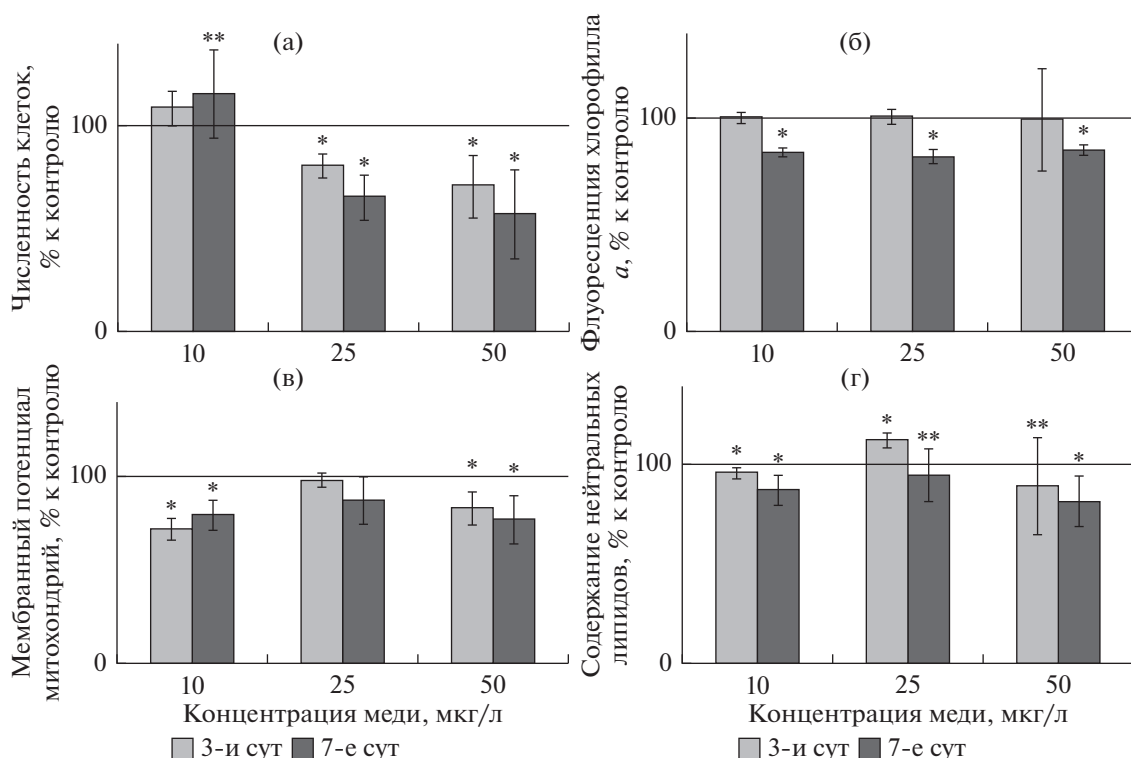 (а)
Численность клеток,
% к контролю
100
0
**
*
*
*
*
10
25
50
(б)
Флуоресценция хлорофилла
а, % к контролю
100
0
*
*
*
10
25
50
(в)
Мембранный потенциал
митохондрий, % к контролю
100
0
*
*
*
*
10
25
50
Концентрация меди, мкг/л
3-и сут 7-е сут
(г)
Содержание нейтральных
липидов, % к контролю
100
0
*
*
*
**
**
*
10
25
50
Концентрация меди, мкг/л
3-и сут 7-е сут